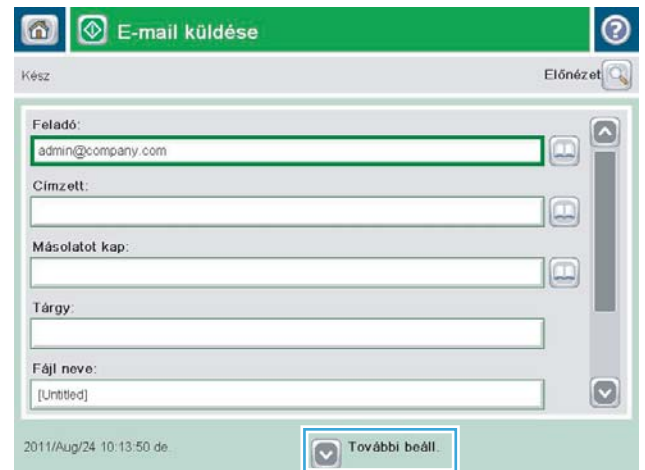 E-mail küldése
Kész
Előnézet
Feladó:
admin@company.com
Címzett:
Másolatot kap:
Tárgy:
Fájl neve:
[Untitled]
2011/Aug/24 10:13:50 de.
További beáll.